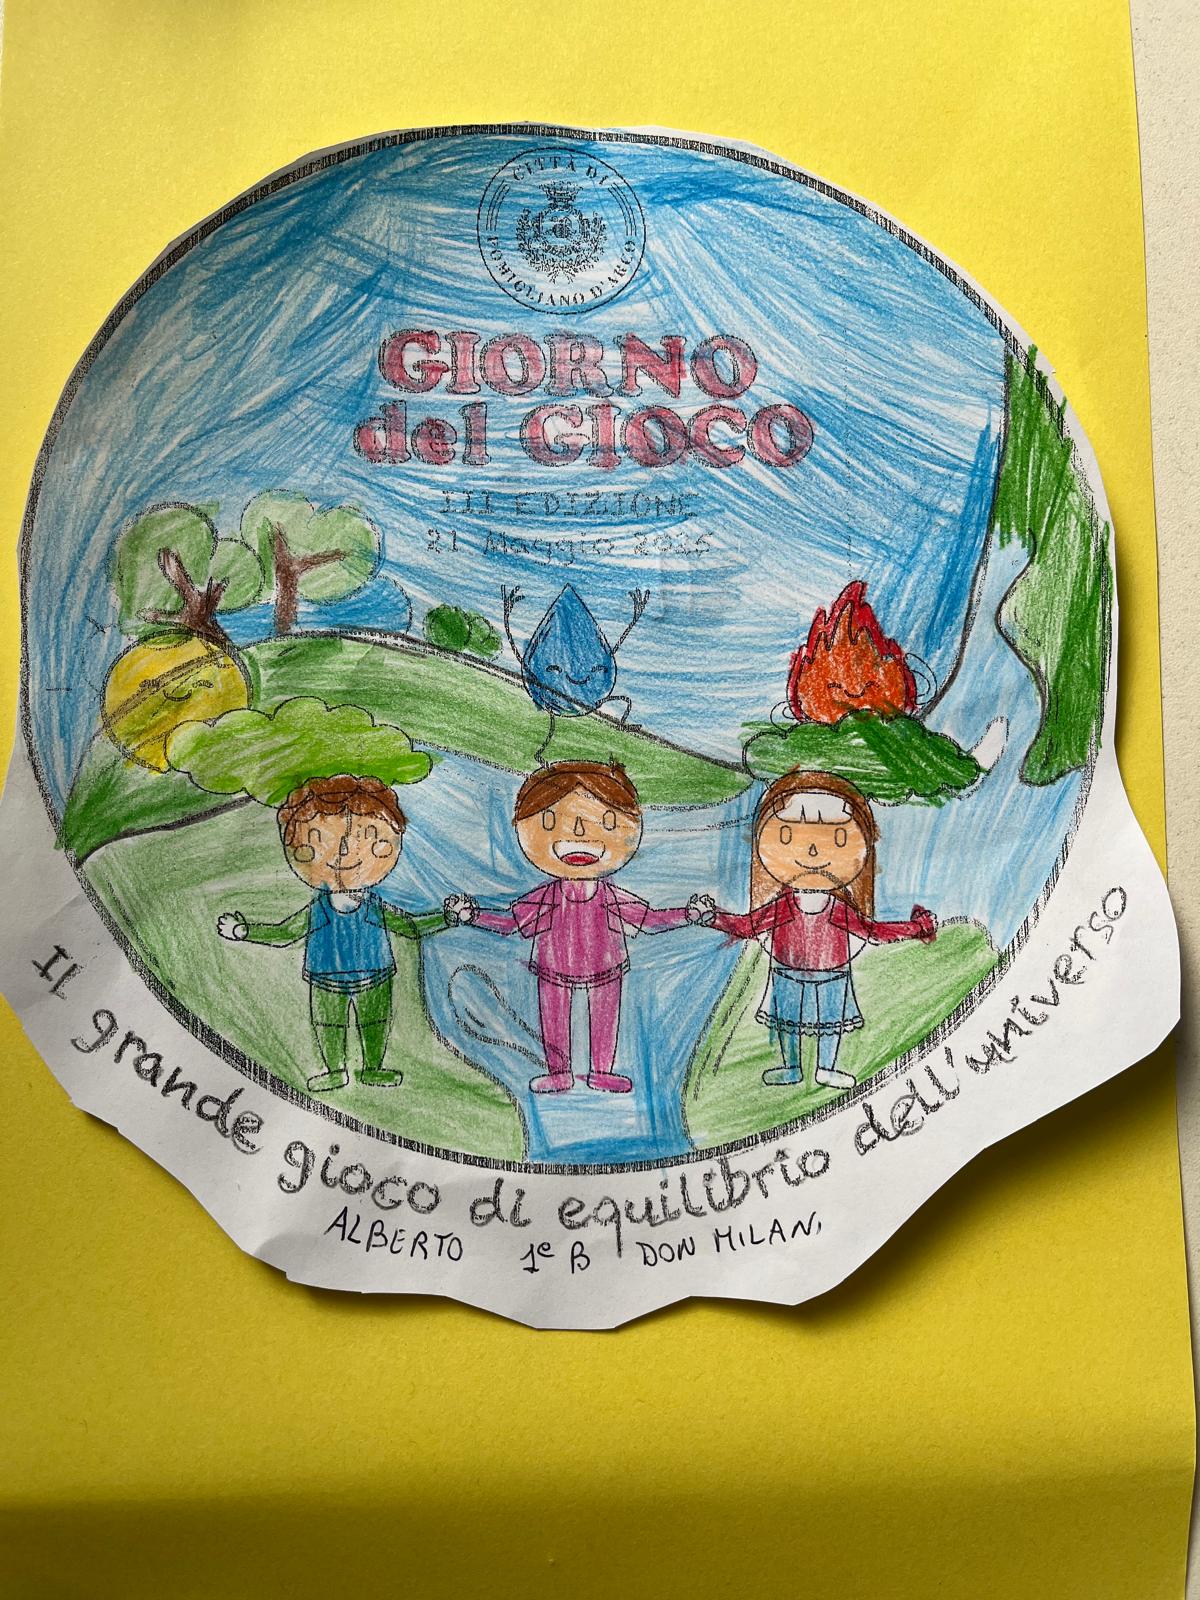 CITTÀ DI
POMIGLIANO D'ARCO
GIORNO
del GIOCO
III EDIZIONE
21 Maggio 2025
Il grande gioco di equilibrio dell'universo
ALBERTO 1e B DON MILANI